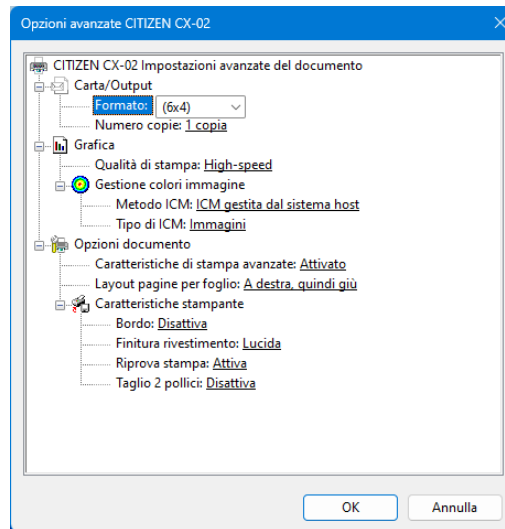 Opzioni avanzate CITIZEN CX-02
CITIZEN CX-02 Impostazioni avanzate del documento
Carta/Output
Formato: (6x4)
Numero copie: 1 copia
Grafica
Qualità di stampa: High-speed
Gestione colori immagine
Metodo ICM: ICM gestita dal sistema host
Tipo di ICM: Immagini
Opzioni documento
Caratteristiche di stampa avanzate: Attivato
Layout pagine per foglio: A destra, quindi giù
Caratteristiche stampante
Bordo: Disattiva
Finitura rivestimento: Lucida
Riprova stampa: Attiva
Taglio 2 pollici: Disattiva
OK Annulla